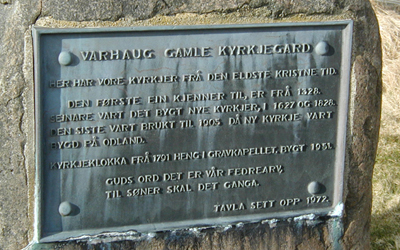 VARHAUG GAMLE KYRKJEGARD
HER HAR VORE KYRKJER FRÅ DEN ELDSTE KRISTNE TID.
DEN FØRSTE EIN KJENNER TIL, ER FRÅ 1328.
SEINARE VART DET BYGT NYE KYRKJER, I 1627 OG 1828.
DEN SISTE VART BRUKT TIL 1905 DÅ NY KYRKJE VART
BYGD PÅ ODLAND.
KYRKJEKLOKKA FRÅ 1791 HENG I GRAVKAPELLET, BYGT 1951.
GUDS ORD DET ER VÅR FEDREARV,
TIL SØNER SKAL DET GANGA.
TAVLA SETT OPP 1972.